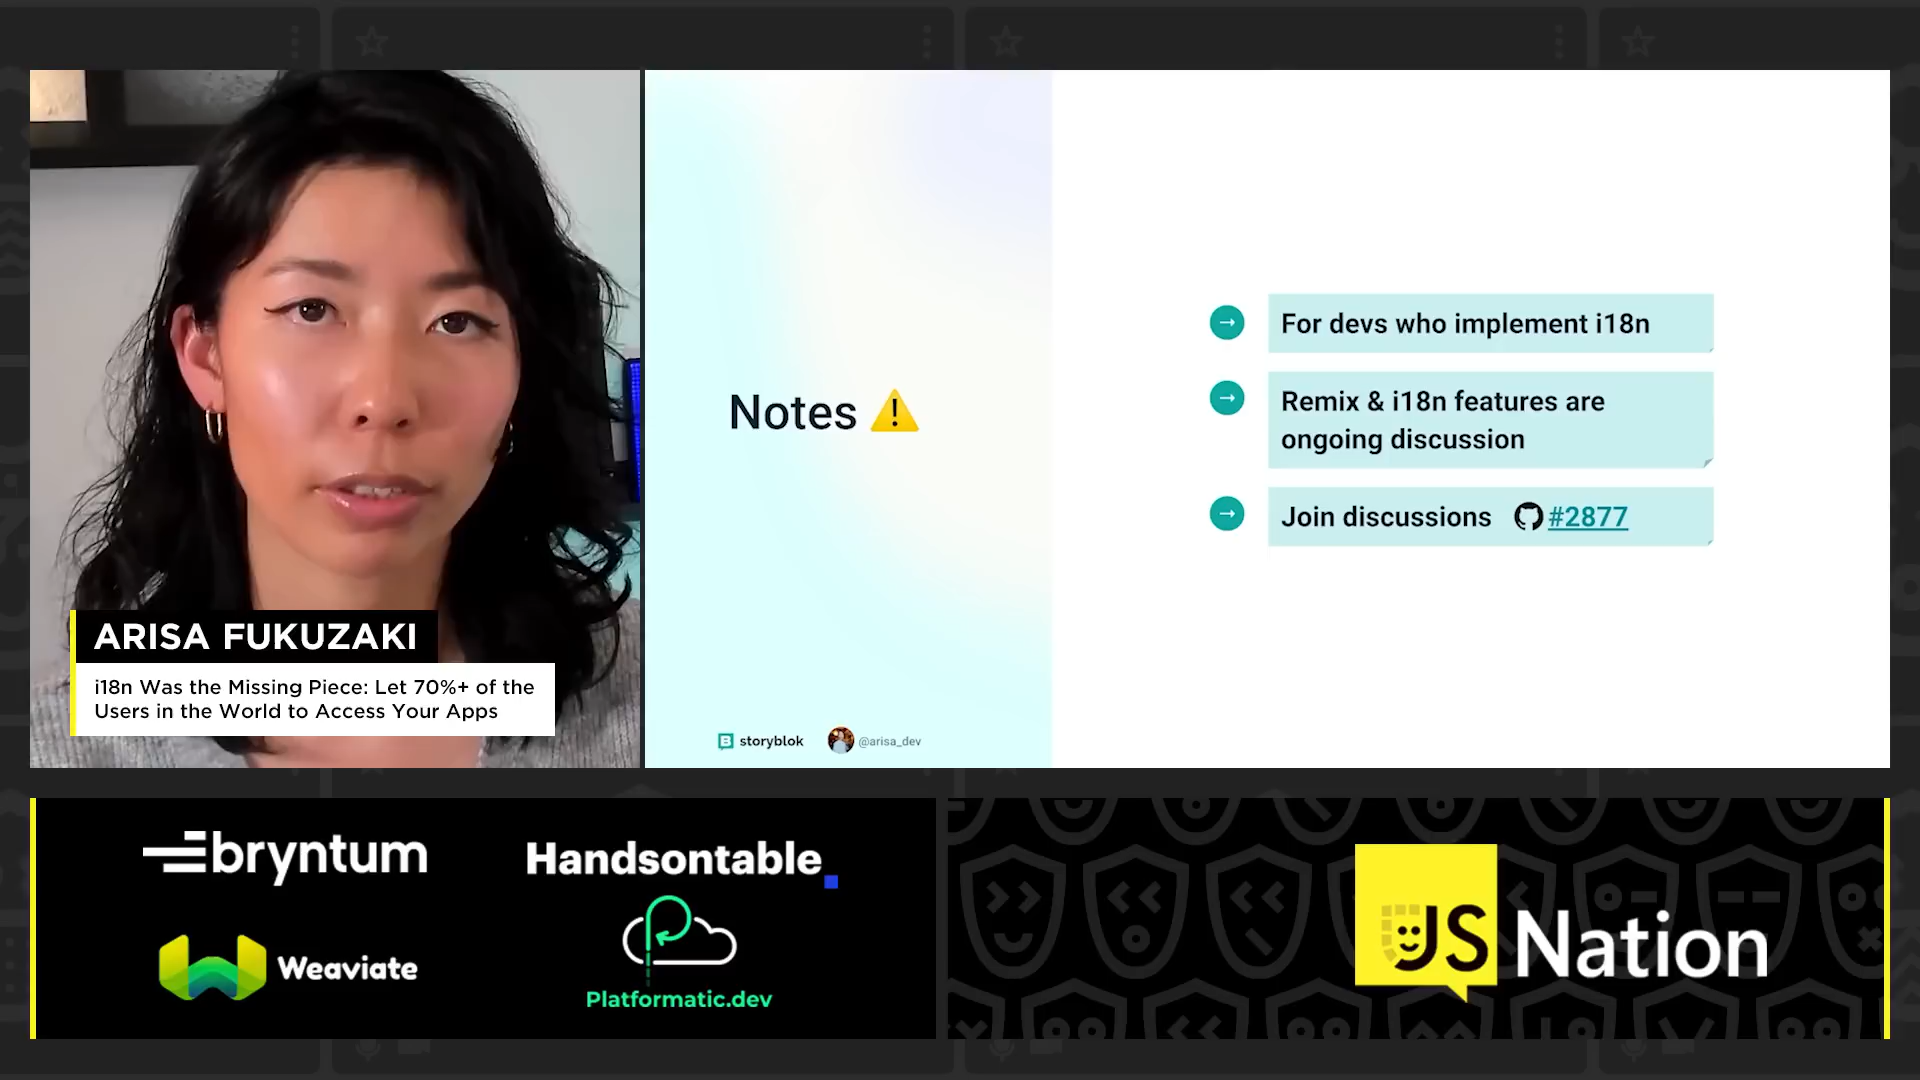 Notes
For devs who implement i18n
Remix & i18n features are
ongoing discussion
Join discussions #2877
storyblok @arisa_dev
ARISA FUKUZAKI
i18n Was the Missing Piece: Let 70%+ of the
Users in the World to Access Your Apps
bryntum
Handsontable
Weaviate
Platformatic.dev
JS Nation